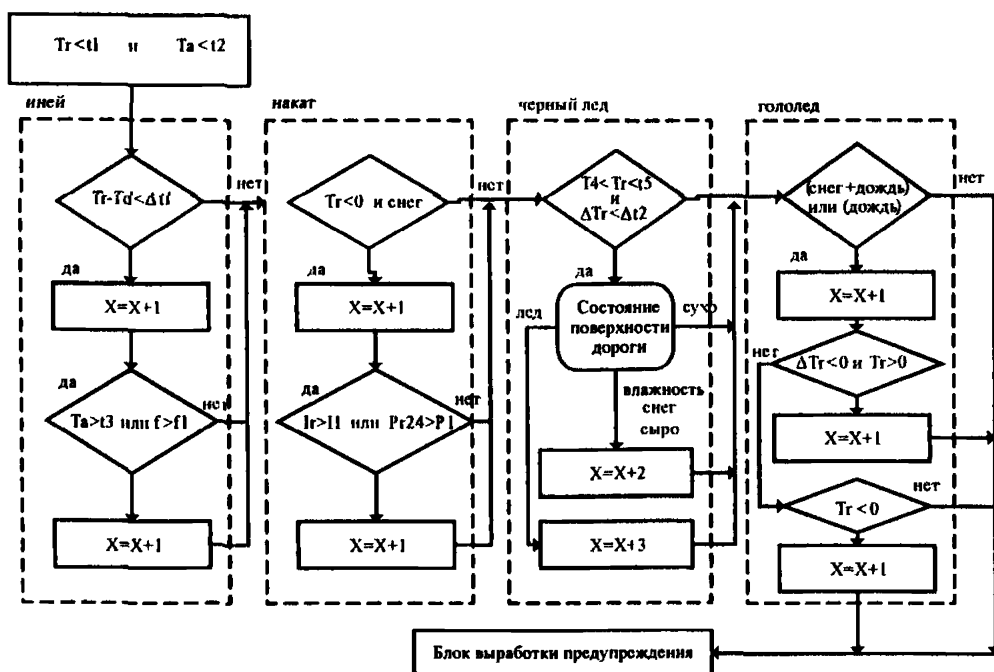 Tr<t1 и Ta<t2
иней
Tr-Td<Δt1
нет
да
X=X+1
да
Ta>t3 или f>f1
нет
X=X+1
накат
Tr<0 и снег
нет
да
X=X+1
да
Ir>I1 или Pr24>P1
нет
X=X+1
черный лед
T4<Tr<t5
и
ΔTr<Δt2
да
лед
Состояние
поверхности
дороги
сухо
влажность
снег
сыро
X=X+2
X=X+3
гололед
(снег+дождь)
или (дождь)
нет
да
X=X+1
нет
ΔTr<0 и Tr>0
X=X+1
Tr<0
нет
X=X+1
Блок выработки предупреждения